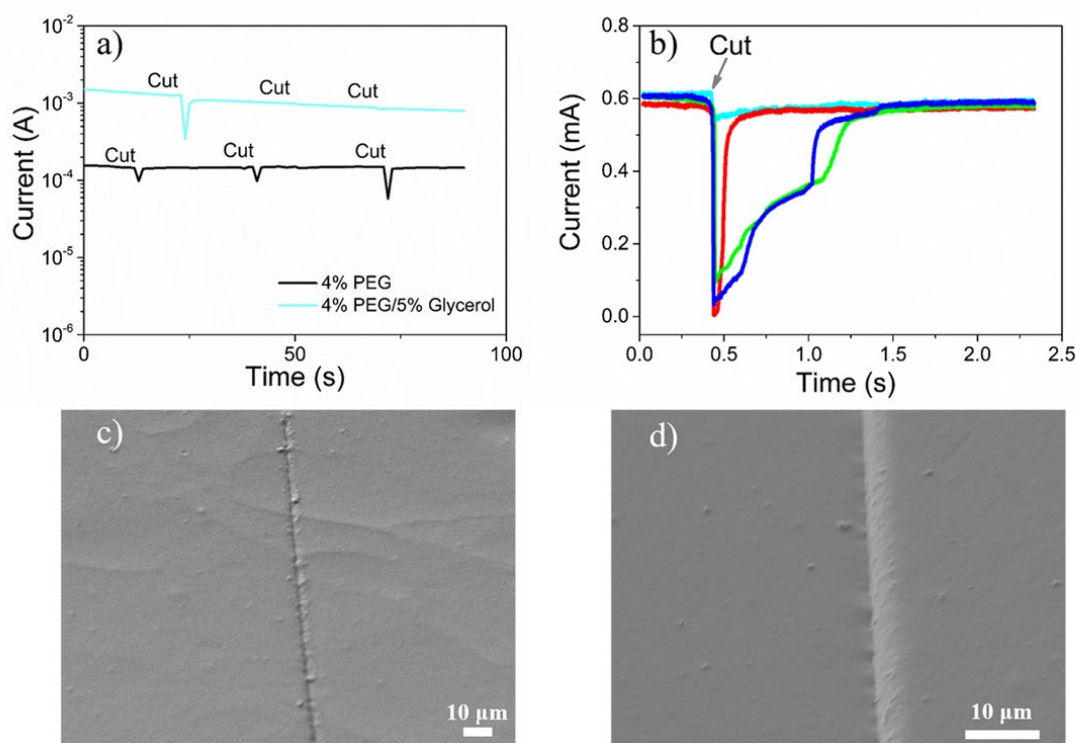 a)
Current (A)
10⁻²
10⁻³
10⁻⁴
10⁻⁵
10⁻⁶
Cut
Cut
Cut
Cut
Cut
Cut
4% PEG
4% PEG/5% Glycerol
0
50
100
Time (s)
b)
Cut
Current (mA)
0.8
0.6
0.4
0.2
0.0
0.0
0.5
1.0
1.5
2.0
2.5
Time (s)
c)
10 µm
d)
10 µm